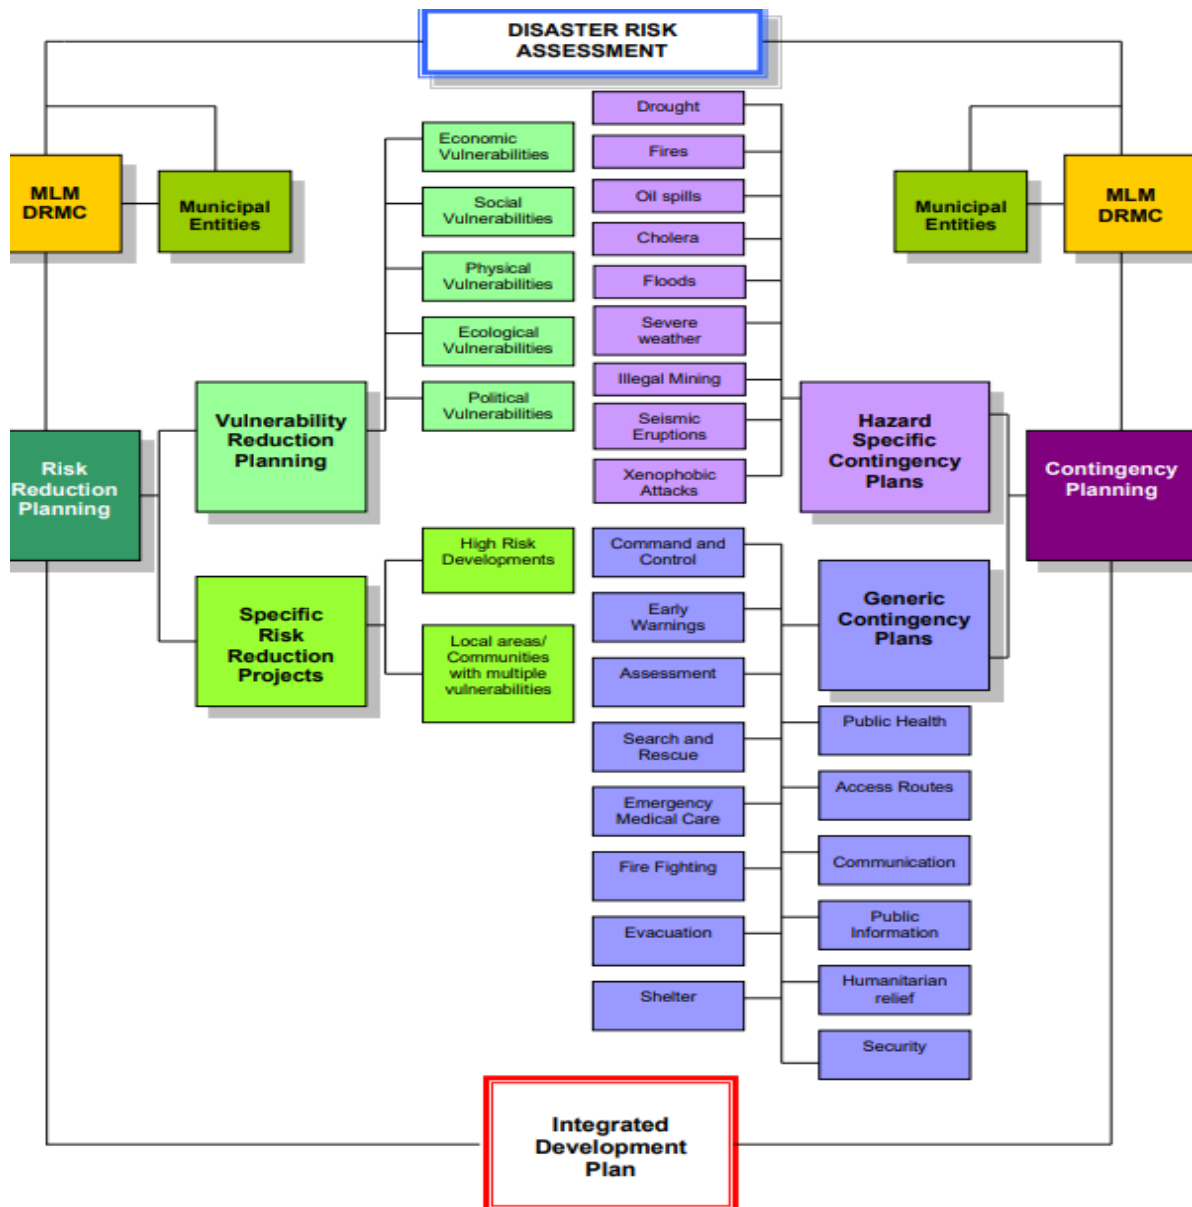 DISASTER RISK
ASSESSMENT
MLM
DRMC
Municipal
Entities
Risk
Reduction
Planning
Vulnerability
Reduction
Planning
Specific
Risk
Reduction
Projects
Economic
Vulnerabilities
Social
Vulnerabilities
Physical
Vulnerabilities
Ecological
Vulnerabilities
Political
Vulnerabilities
High Risk
Developments
Local areas/
Communities
with multiple
vulnerabilities
Drought
Fires
Oil spills
Cholera
Floods
Severe
weather
Illegal Mining
Seismic
Eruptions
Xenophobic
Attacks
Command and
Control
Early
Warnings
Assessment
Search and
Rescue
Emergency
Medical Care
Fire Fighting
Evacuation
Shelter
Municipal
Entities
MLM
DRMC
Hazard
Specific
Contingency
Plans
Contingency
Planning
Generic
Contingency
Plans
Public Health
Access Routes
Communication
Public
Information
Humanitarian
relief
Security
Integrated
Development
Plan